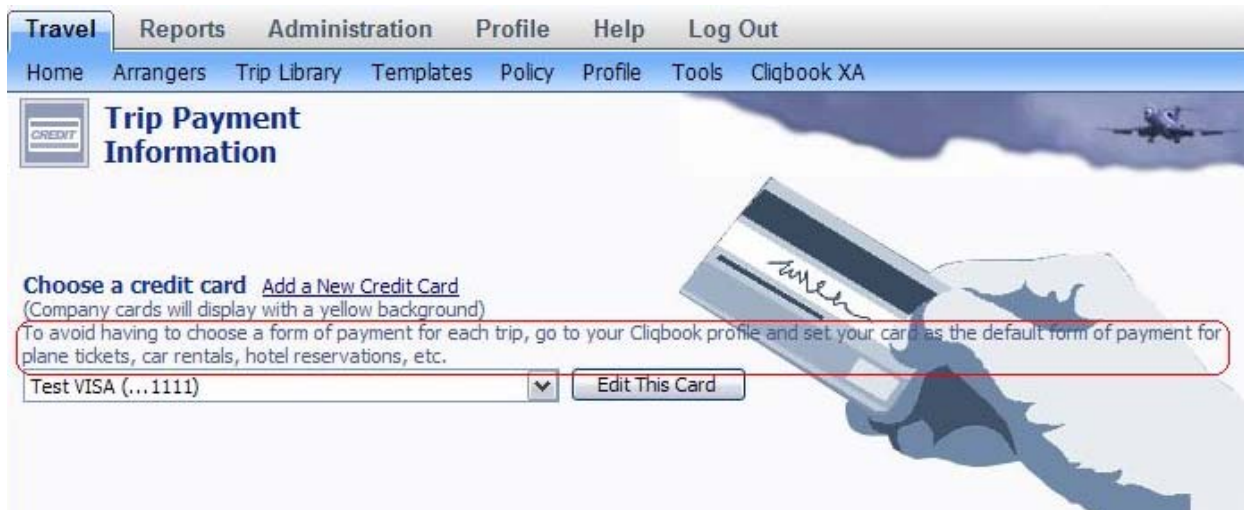 Travel Reports Administration Profile Help Log Out
Home Arrangers Trip Library Templates Policy Profile Tools Cliqbook XA
CREDIT
Trip Payment
Information
Choose a credit card Add a New Credit Card
(Company cards will display with a yellow background)
To avoid having to choose a form of payment for each trip, go to your Cliqbook profile and set your card as the default form of payment for
plane tickets, car rentals, hotel reservations, etc.
Test VISA (...1111) Edit This Card